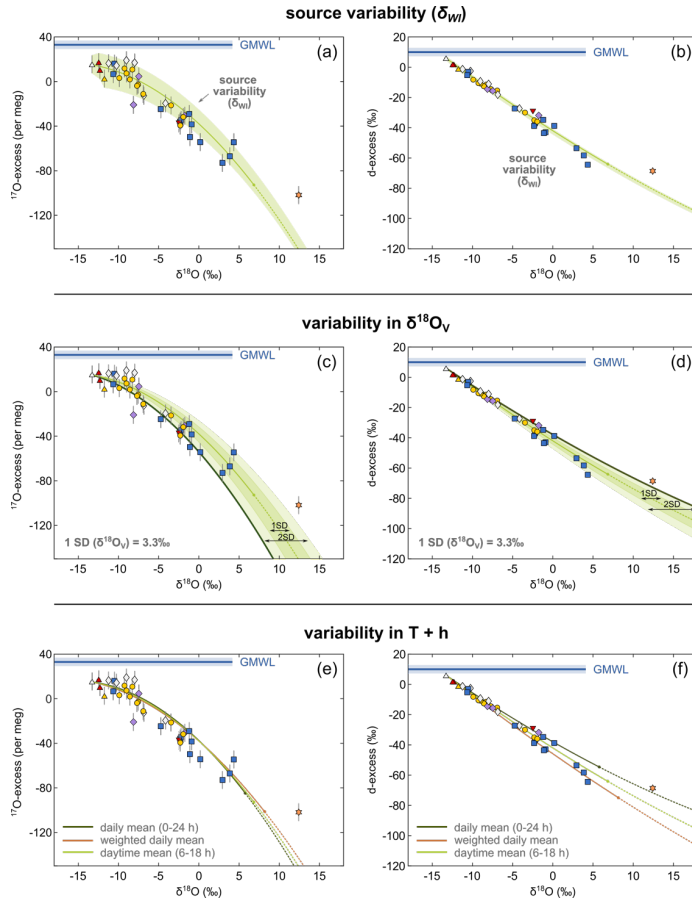 source variability (δWI)
40
0
-40
-80
-120
-15 -10 -5 0 5 10 15
δ18O (‰)
17O-excess (per meg)
GMWL
(a)
source
variability
(δWI)
20
0
-20
-40
-60
-80
-100
-120
-15 -10 -5 0 5 10 15
δ18O (‰)
d-excess (‰)
GMWL
(b)
source
variability
(δWI)
variability in δ18OV
40
0
-40
-80
-120
-15 -10 -5 0 5 10 15
δ18O (‰)
17O-excess (per meg)
GMWL
(c)
1SD
2SD
1 SD (δ18OV) = 3.3‰
20
0
-20
-40
-60
-80
-100
-120
-15 -10 -5 0 5 10 15
δ18O (‰)
d-excess (‰)
GMWL
(d)
1SD
2SD
1 SD (δ18OV) = 3.3‰
variability in T + h
40
0
-40
-80
-120
-15 -10 -5 0 5 10 15
δ18O (‰)
17O-excess (per meg)
GMWL
(e)
daily mean (0-24 h)
weighted daily mean
daytime mean (6-18 h)
20
0
-20
-40
-60
-80
-100
-120
-15 -10 -5 0 5 10 15
δ18O (‰)
d-excess (‰)
GMWL
(f)
daily mean (0-24 h)
weighted daily mean
daytime mean (6-18 h)